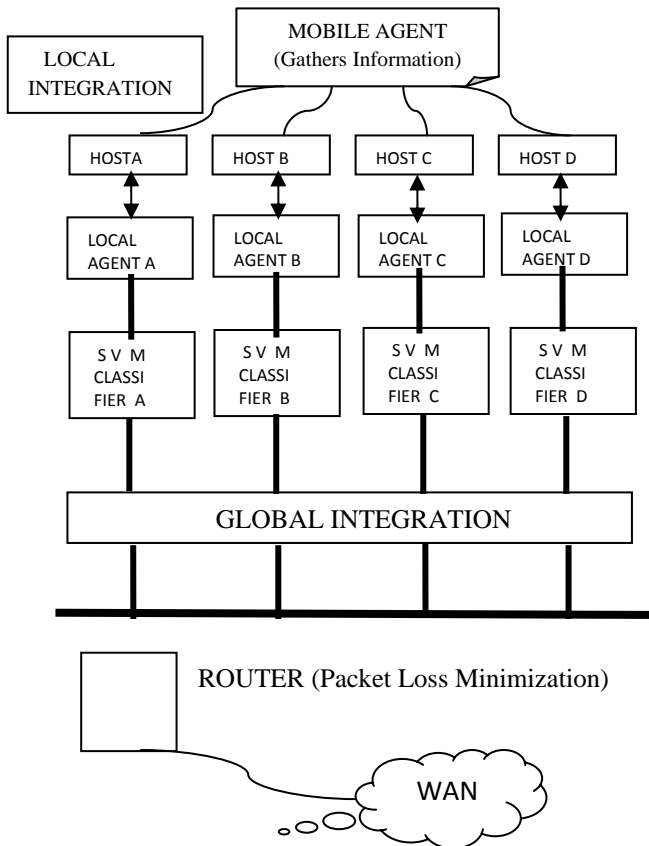 LOCAL
INTEGRATION
MOBILE AGENT
(Gathers Information)
HOSTA
HOST B
HOST C
HOST D
LOCAL
AGENT A
LOCAL
AGENT B
LOCAL
AGENT C
LOCAL
AGENT D
S V M
CLASSI
FIER A
S V M
CLASSI
FIER B
S V M
CLASSI
FIER C
S V M
CLASSI
FIER D
GLOBAL INTEGRATION
ROUTER (Packet Loss Minimization)
WAN